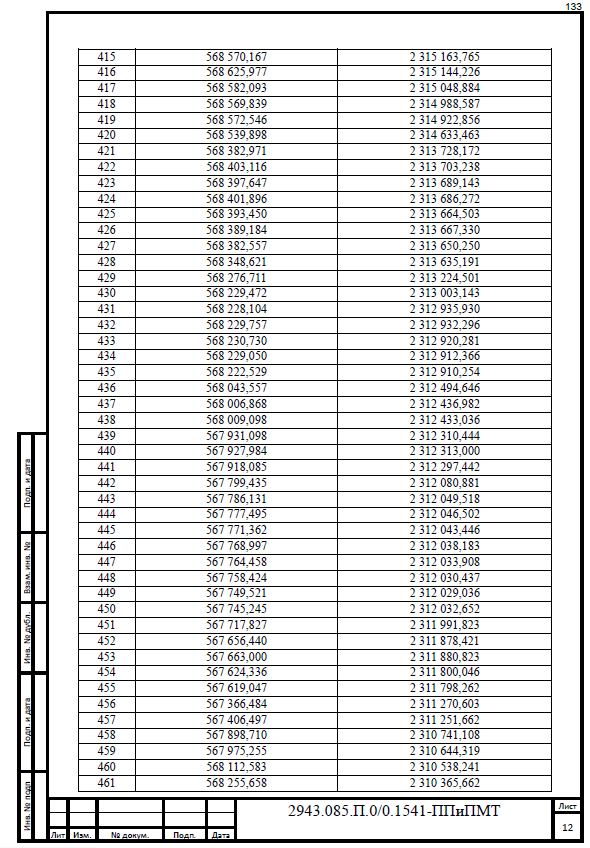 133
415 568 570,167 2 315 163,765
416 568 625,977 2 315 144,226
417 568 582,093 2 315 048,884
418 568 569,839 2 314 988,587
419 568 572,546 2 314 922,856
420 568 539,898 2 314 633,463
421 568 382,971 2 313 728,172
422 568 403,116 2 313 703,238
423 568 397,647 2 313 689,143
424 568 401,896 2 313 686,272
425 568 393,450 2 313 664,503
426 568 389,184 2 313 667,330
427 568 382,557 2 313 650,250
428 568 348,621 2 313 635,191
429 568 276,711 2 313 224,501
430 568 229,472 2 313 003,143
431 568 228,104 2 312 935,930
432 568 229,757 2 312 932,296
433 568 230,730 2 312 920,281
434 568 229,050 2 312 912,366
435 568 222,529 2 312 910,254
436 568 043,557 2 312 494,646
437 568 006,868 2 312 436,982
438 568 009,098 2 312 433,036
439 567 931,098 2 312 310,444
440 567 927,984 2 312 313,000
441 567 918,085 2 312 297,442
442 567 799,435 2 312 080,881
443 567 786,131 2 312 049,518
444 567 777,495 2 312 046,502
445 567 771,362 2 312 043,446
446 567 768,997 2 312 038,183
447 567 764,458 2 312 033,908
448 567 758,424 2 312 030,437
449 567 749,521 2 312 029,036
450 567 745,245 2 312 032,652
451 567 717,827 2 311 991,823
452 567 656,440 2 311 878,421
453 567 663,000 2 311 880,823
454 567 624,336 2 311 800,046
455 567 619,047 2 311 798,262
456 567 366,484 2 311 270,603
457 567 406,497 2 311 251,662
458 567 898,710 2 310 741,108
459 567 975,255 2 310 644,319
460 568 112,583 2 310 538,241
461 568 255,658 2 310 365,662
Подп. и дата
Взам. инв. №
Инв. № дубл.
Подп. и дата
Инв. № подп
2943.085.П.0/0.1541-ППиПМТ
Лист
12
Лит Изм. № докум. Подп. Дата